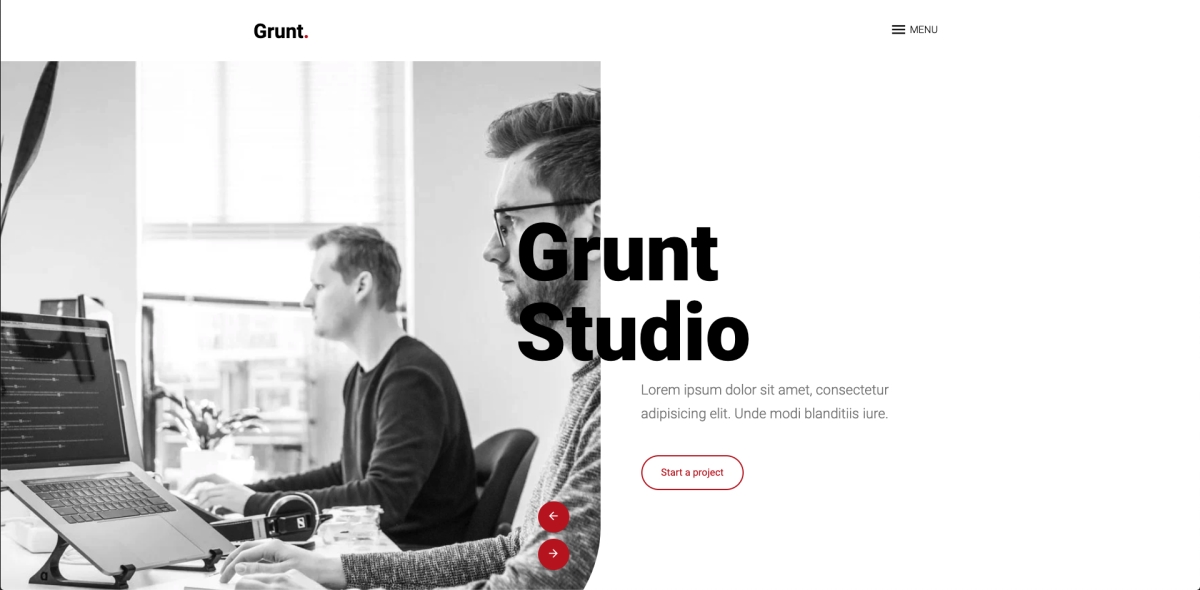 Grunt.
MENU
Grunt
Studio
Lorem ipsum dolor sit amet, consectetur
adipisicing elit. Unde modi blanditiis iure.
Start a project